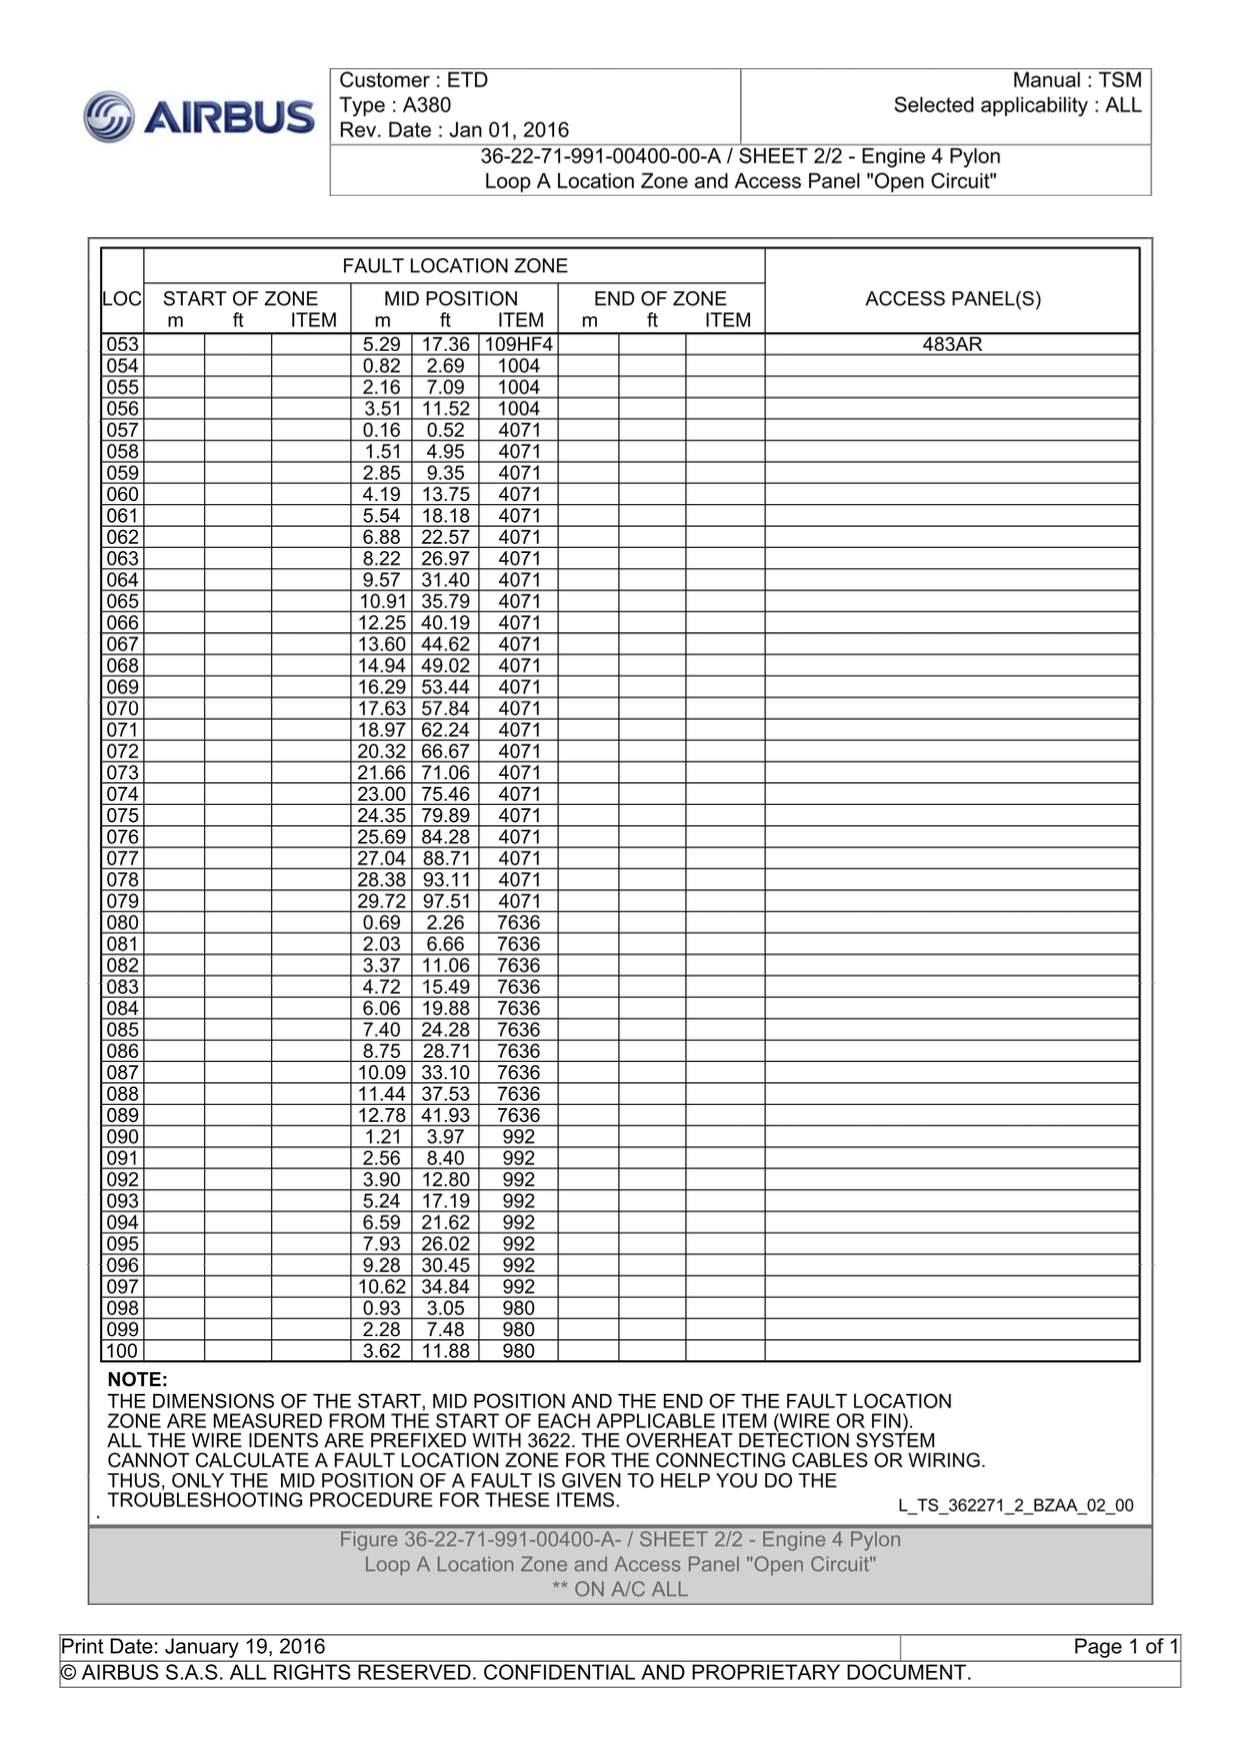 AIRBUS
Customer : ETD
Type : A380
Rev. Date : Jan 01, 2016
Manual : TSM
Selected applicability : ALL
36-22-71-991-00400-00-A / SHEET 2/2 - Engine 4 Pylon
Loop A Location Zone and Access Panel "Open Circuit"
FAULT LOCATION ZONE
LOC START OF ZONE MID POSITION END OF ZONE ACCESS PANEL(S)
m ft ITEM m ft ITEM m ft ITEM
053 5.29 17.36 109HF4 483AR
054 0.82 2.69 1004
055 2.16 7.09 1004
056 3.51 11.52 1004
057 0.16 0.52 4071
058 1.51 4.95 4071
059 2.85 9.35 4071
060 4.19 13.75 4071
061 5.54 18.18 4071
062 6.88 22.57 4071
063 8.22 26.97 4071
064 9.57 31.40 4071
065 10.91 35.79 4071
066 12.25 40.19 4071
067 13.60 44.62 4071
068 14.94 49.02 4071
069 16.29 53.44 4071
070 17.63 57.84 4071
071 18.97 62.24 4071
072 20.32 66.67 4071
073 21.66 71.06 4071
074 23.00 75.46 4071
075 24.35 79.89 4071
076 25.69 84.28 4071
077 27.04 88.71 4071
078 28.38 93.11 4071
079 29.72 97.51 4071
080 0.69 2.26 7636
081 2.03 6.66 7636
082 3.37 11.06 7636
083 4.72 15.49 7636
084 6.06 19.88 7636
085 7.40 24.28 7636
086 8.75 28.71 7636
087 10.09 33.10 7636
088 11.44 37.53 7636
089 12.78 41.93 7636
090 1.21 3.97 992
091 2.56 8.40 992
092 3.90 12.80 992
093 5.24 17.19 992
094 6.59 21.62 992
095 7.93 26.02 992
096 9.28 30.45 992
097 10.62 34.84 992
098 0.93 3.05 980
099 2.28 7.48 980
100 3.62 11.88 980
NOTE:
THE DIMENSIONS OF THE START, MID POSITION AND THE END OF THE FAULT LOCATION
ZONE ARE MEASURED FROM THE START OF EACH APPLICABLE ITEM (WIRE OR FIN).
ALL THE WIRE IDENTS ARE PREFIXED WITH 3622. THE OVERHEAT DETECTION SYSTEM
CANNOT CALCULATE A FAULT LOCATION ZONE FOR THE CONNECTING CABLES OR WIRING.
THUS, ONLY THE MID POSITION OF A FAULT IS GIVEN TO HELP YOU DO THE
TROUBLESHOOTING PROCEDURE FOR THESE ITEMS.
L_TS_362271_2_BZAA_02_00
Figure 36-22-71-991-00400-A- / SHEET 2/2 - Engine 4 Pylon
Loop A Location Zone and Access Panel "Open Circuit"
** ON A/C ALL
Print Date: January 19, 2016
Page 1 of 1
© AIRBUS S.A.S. ALL RIGHTS RESERVED. CONFIDENTIAL AND PROPRIETARY DOCUMENT.